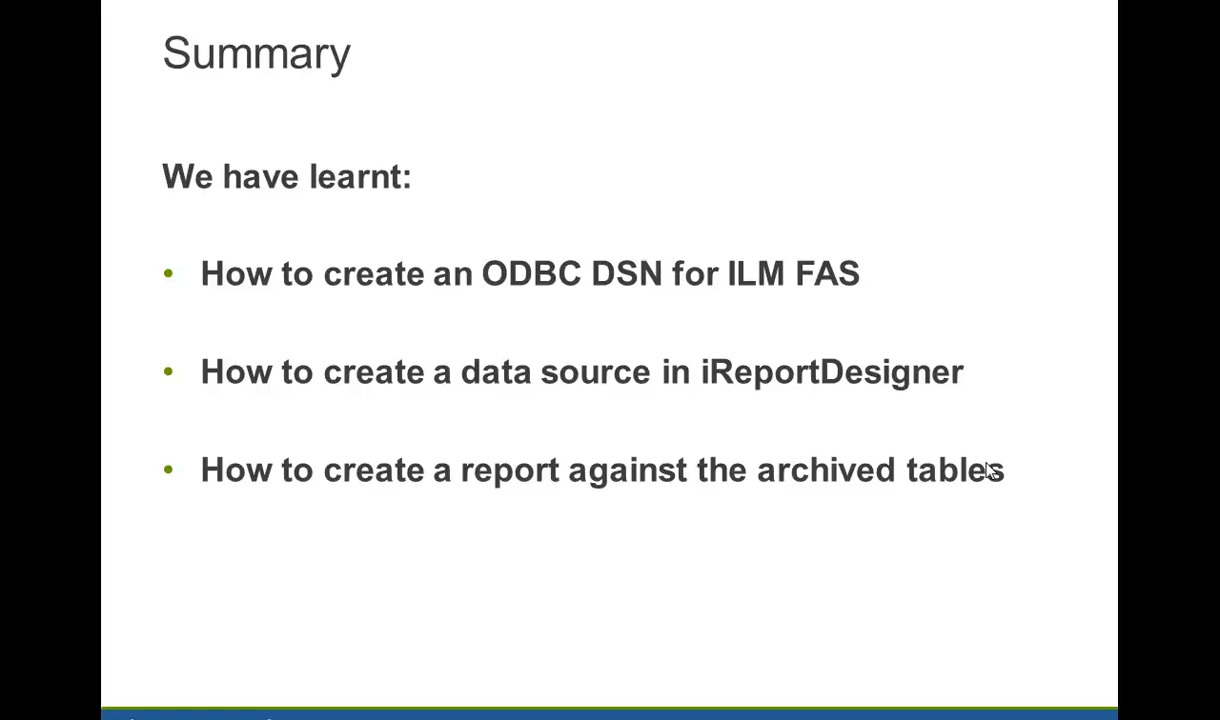 Summary
We have learnt:
• How to create an ODBC DSN for ILM FAS
• How to create a data source in iReportDesigner
• How to create a report against the archived tables